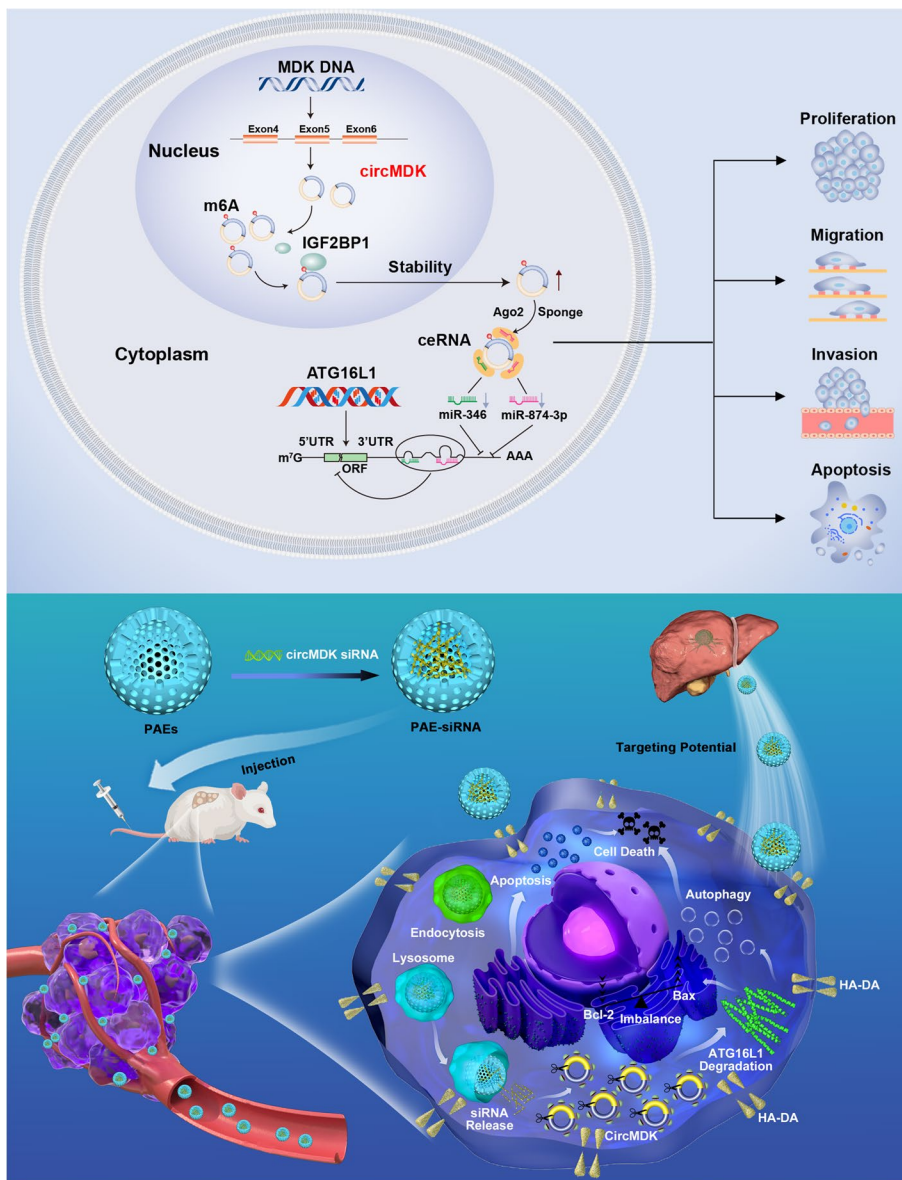 MDK DNA
Exon4 Exon5 Exon6
Nucleus
circMDK
m6A
IGF2BP1
Stability
Ago2 Sponge
ceRNA
Cytoplasm
ATG16L1
miR-346 miR-874-3p
5'UTR 3'UTR
m⁷G
ORF
AAA
Proliferation
Migration
Invasion
Apoptosis
circMDK siRNA
PAEs
PAE-siRNA
Injection
Targeting Potential
Cell Death
Apoptosis
Autophagy
Endocytosis
Lysosome
HA-DA
Bax
Bcl-2
Imbalance
ATG16L1
Degradation
siRNA
Release
CircMDK
HA-DA